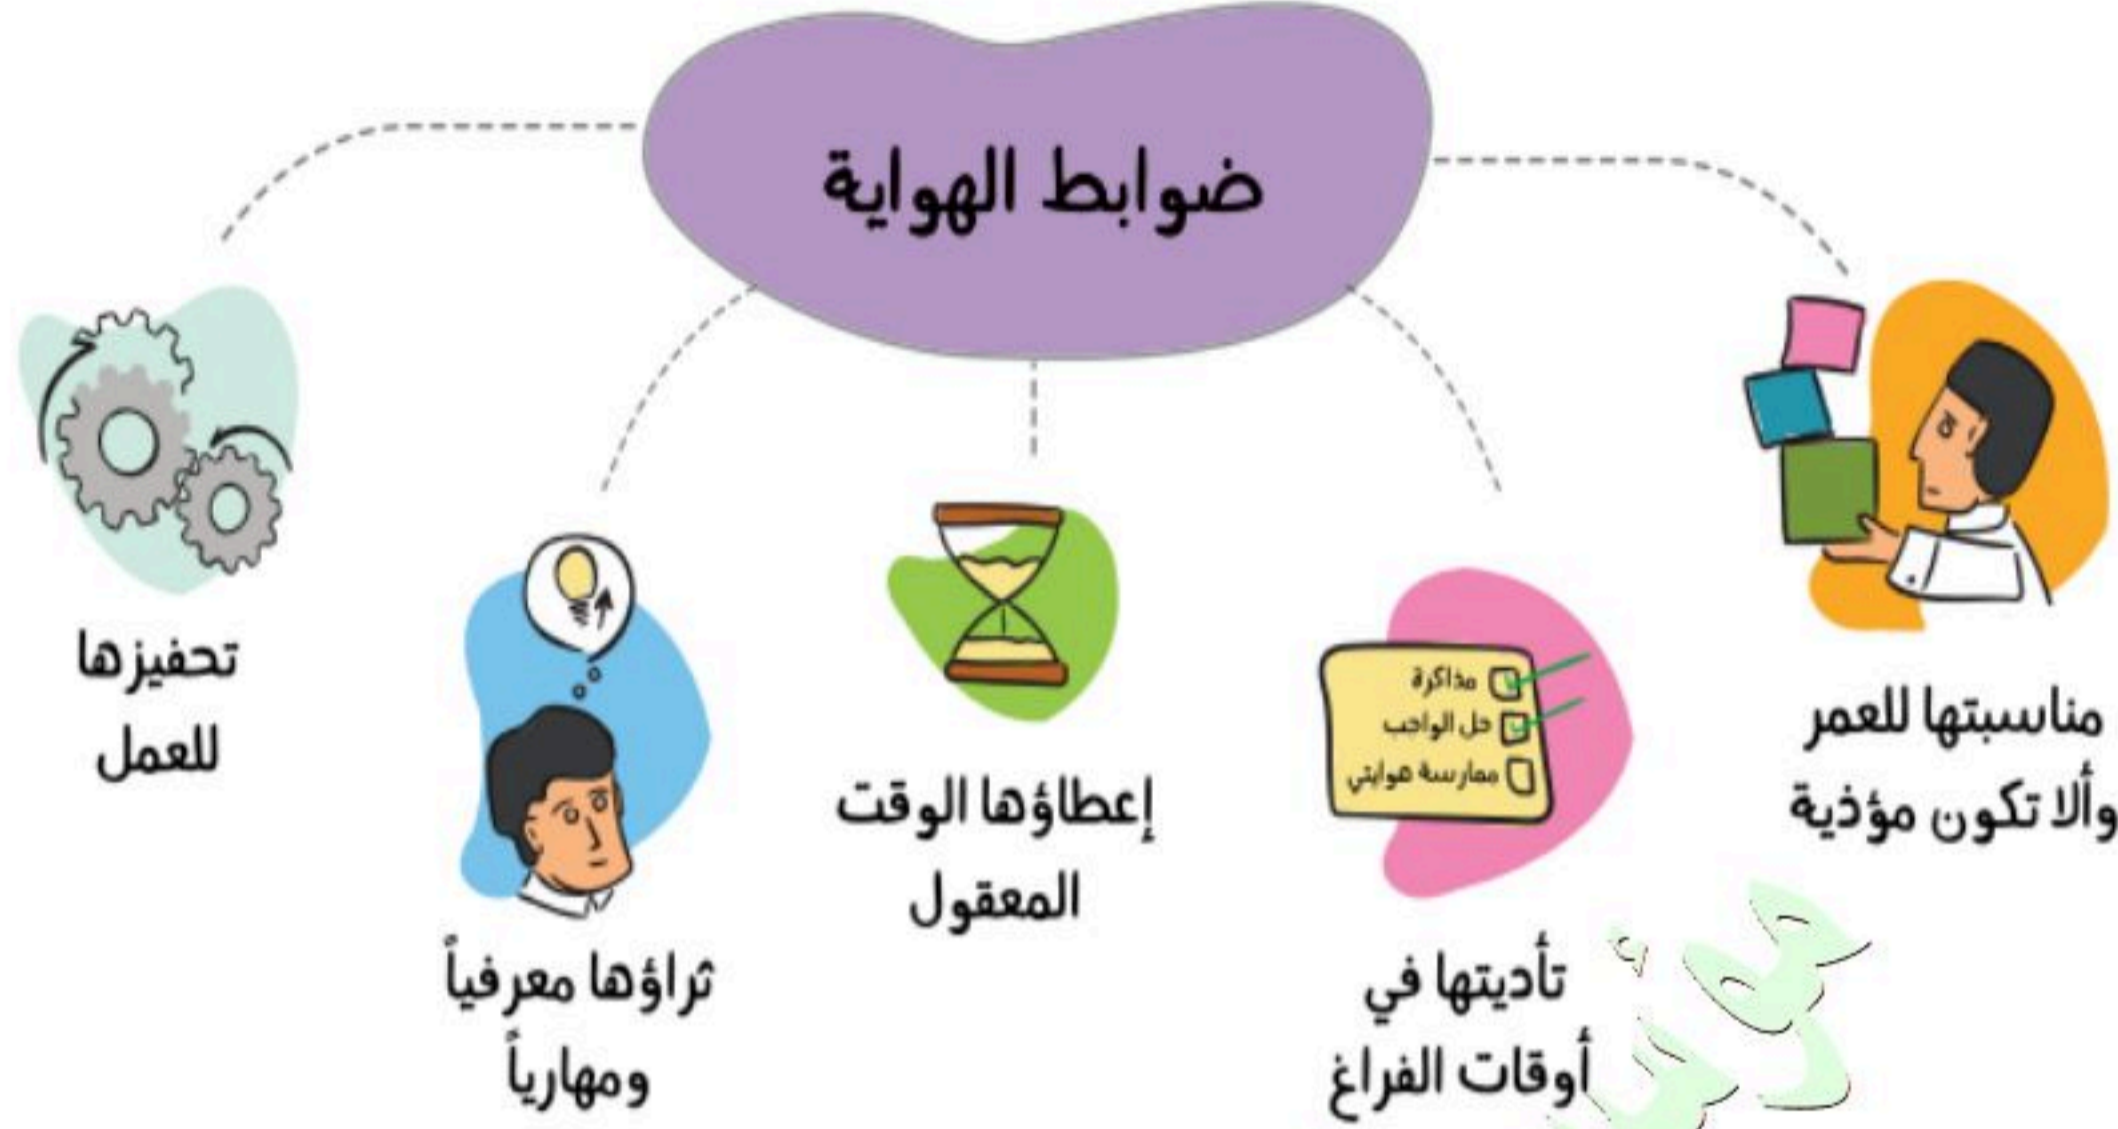 ضوابط الهواية
مناسبتها للعمر
وألا تكون مؤذية
مذاكرة
حل الواجب
ممارسة هوايتي
تأديتها في
أوقات الفراغ
إعطاؤها الوقت
المعقول
ثراؤها معرفياً
ومهارياً
تحفيزها
للعمل